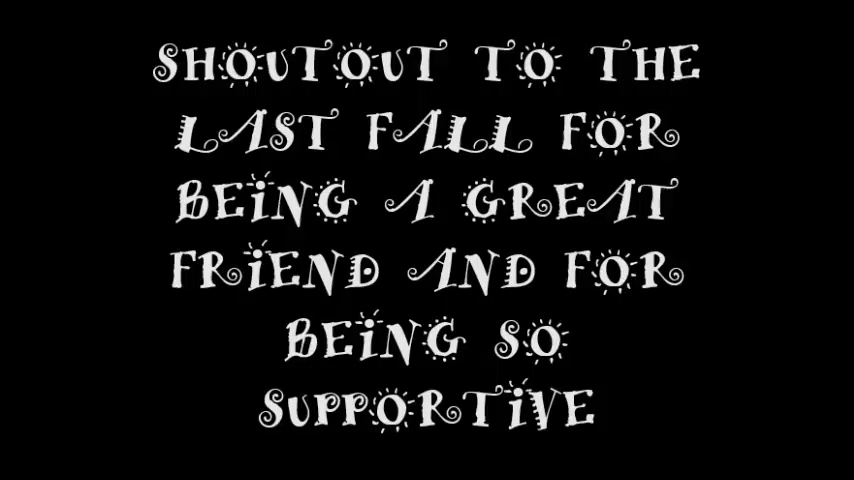 SHOUTOUT TO THE
LAST FALL FOR
BEING A GREAT
FRIEND AND FOR
BEING SO
SUPPORTIVE